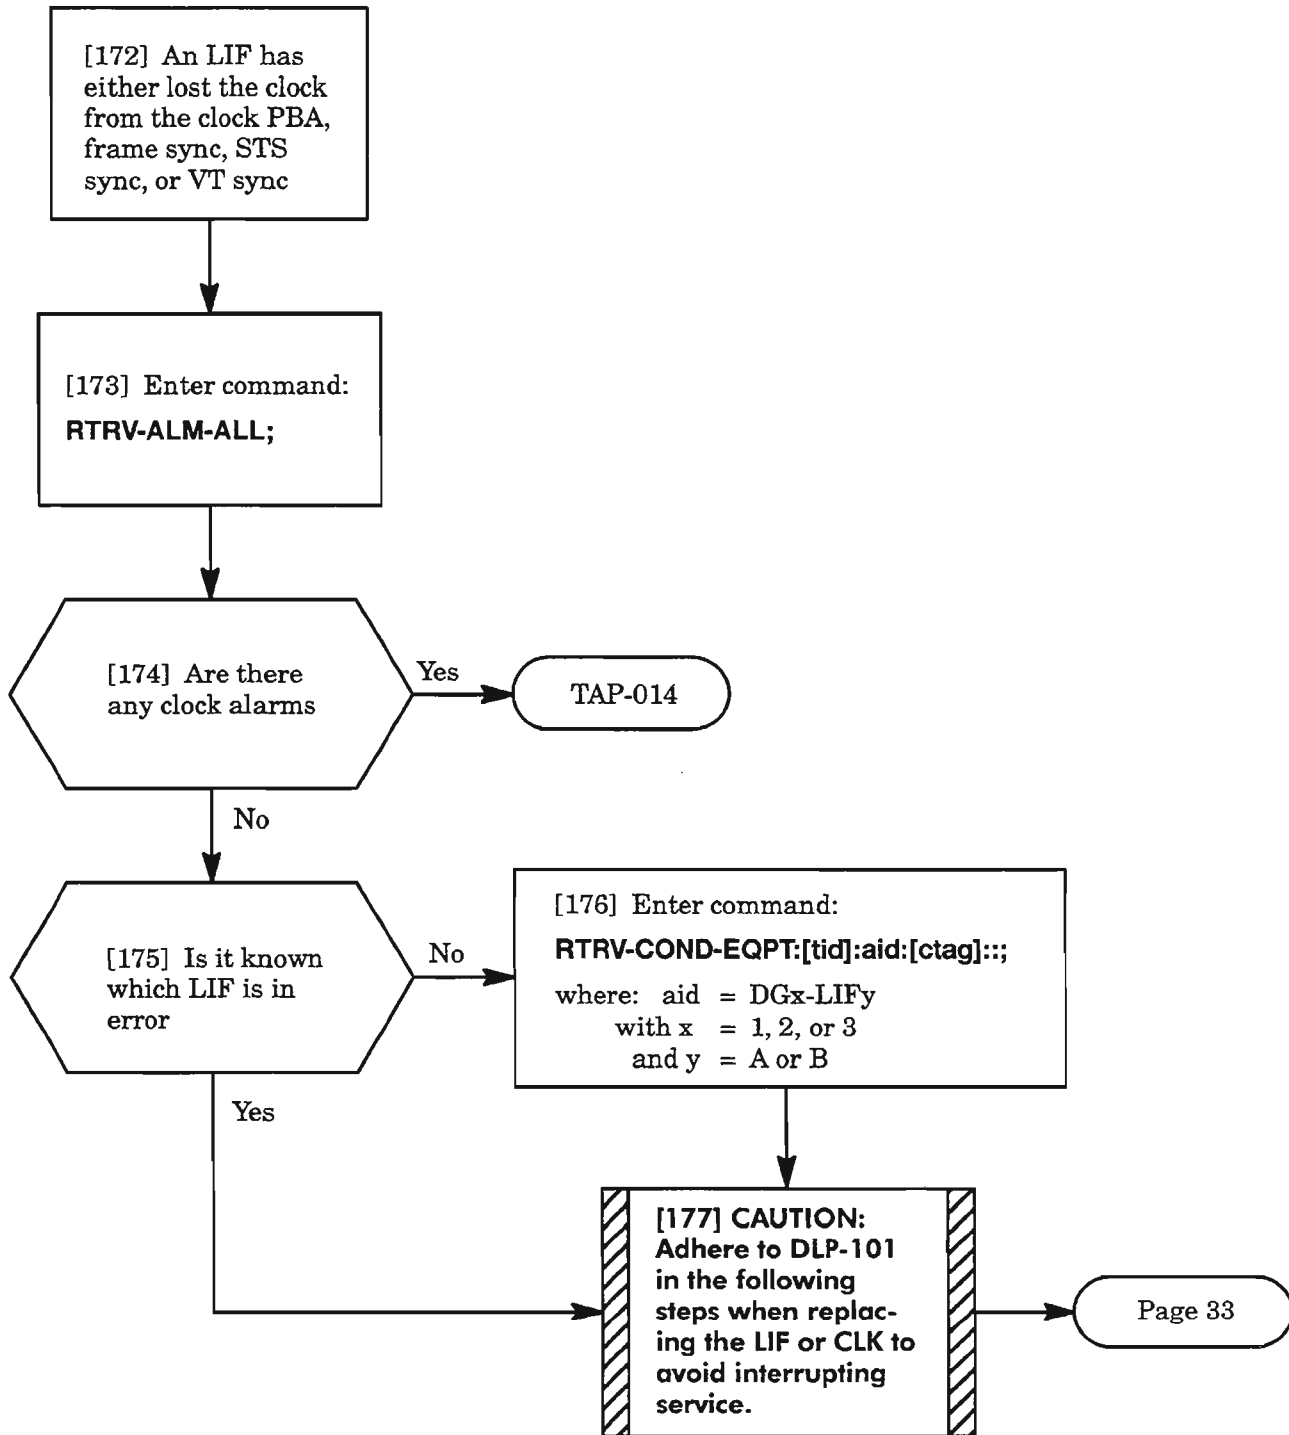 [172] An LIF has
either lost the clock
from the clock PBA,
frame sync, STS
sync, or VT sync
[173] Enter command:
RTRV-ALM-ALL;
[174] Are there
any clock alarms
Yes
TAP-014
No
[175] Is it known
which LIF is in
error
No
[176] Enter command:
RTRV-COND-EQPT:[tid]:aid:[ctag]::;
where: aid = DGx-LIFy
with x = 1, 2, or 3
and y = A or B
Yes
[177] CAUTION:
Adhere to DLP-101
in the following
steps when replac-
ing the LIF or CLK to
avoid interrupting
service.
Page 33